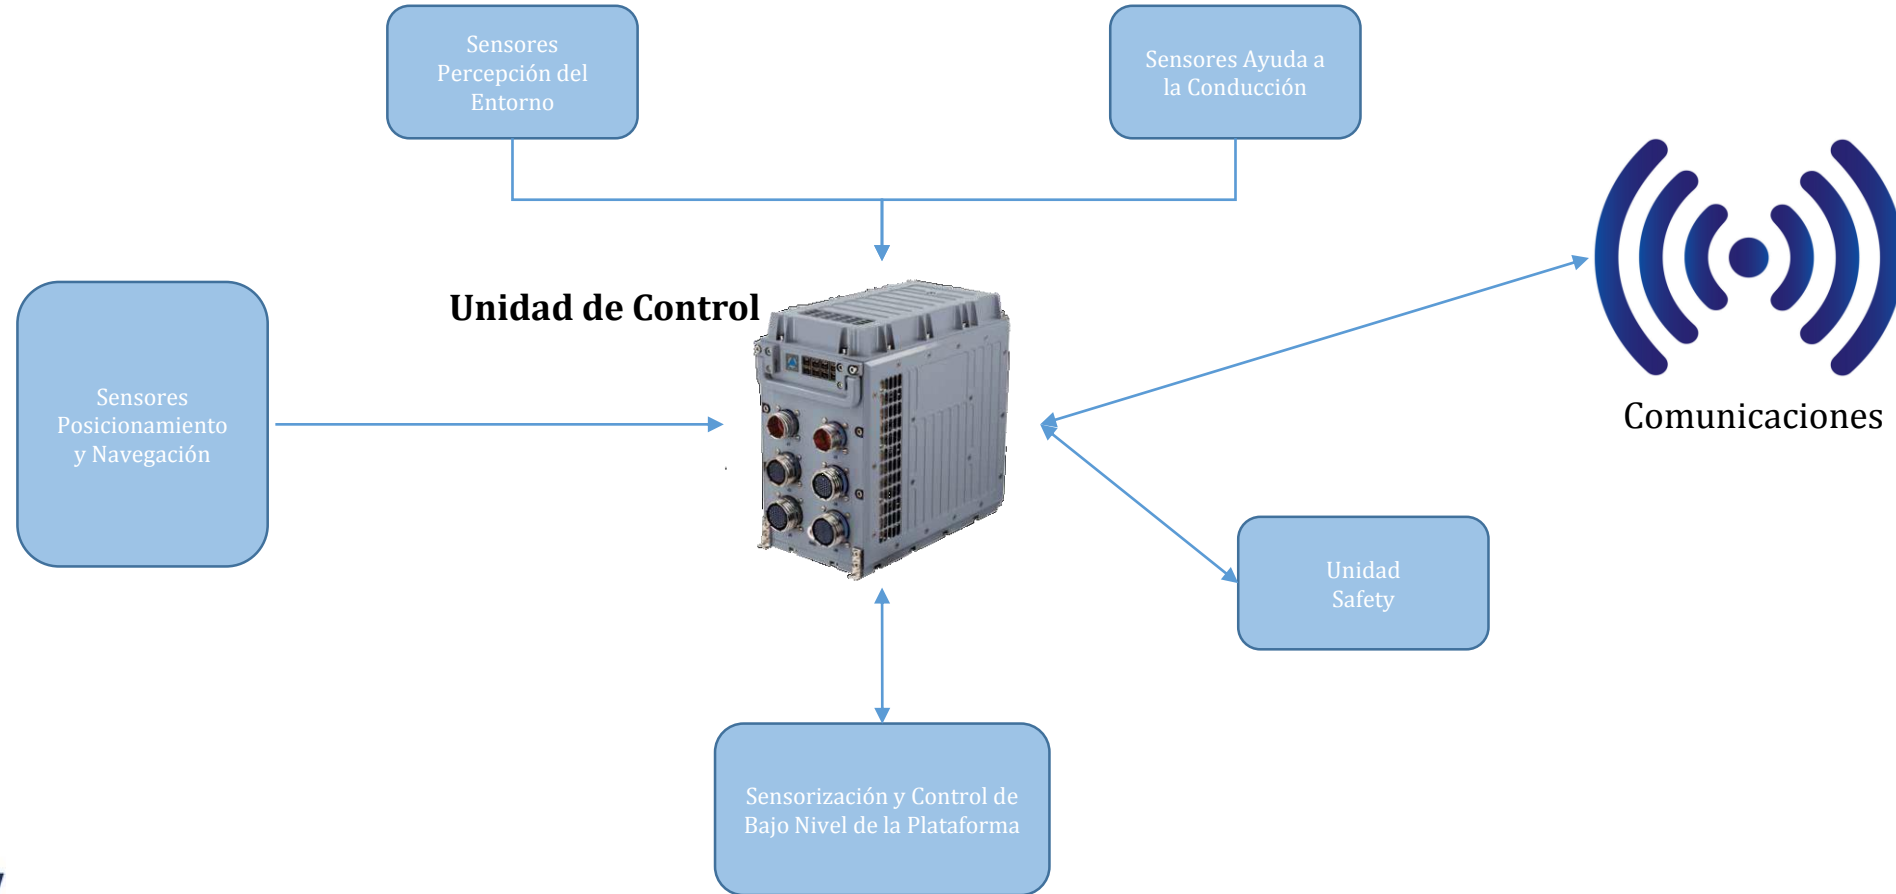 Sensores
Percepción del
Entorno
Sensores Ayuda a
la Conducción
Unidad de Control
Sensores
Posicionamiento
y Navegación
Comunicaciones
Unidad
Safety
Sensorización y Control de
Bajo Nivel de la Plataforma